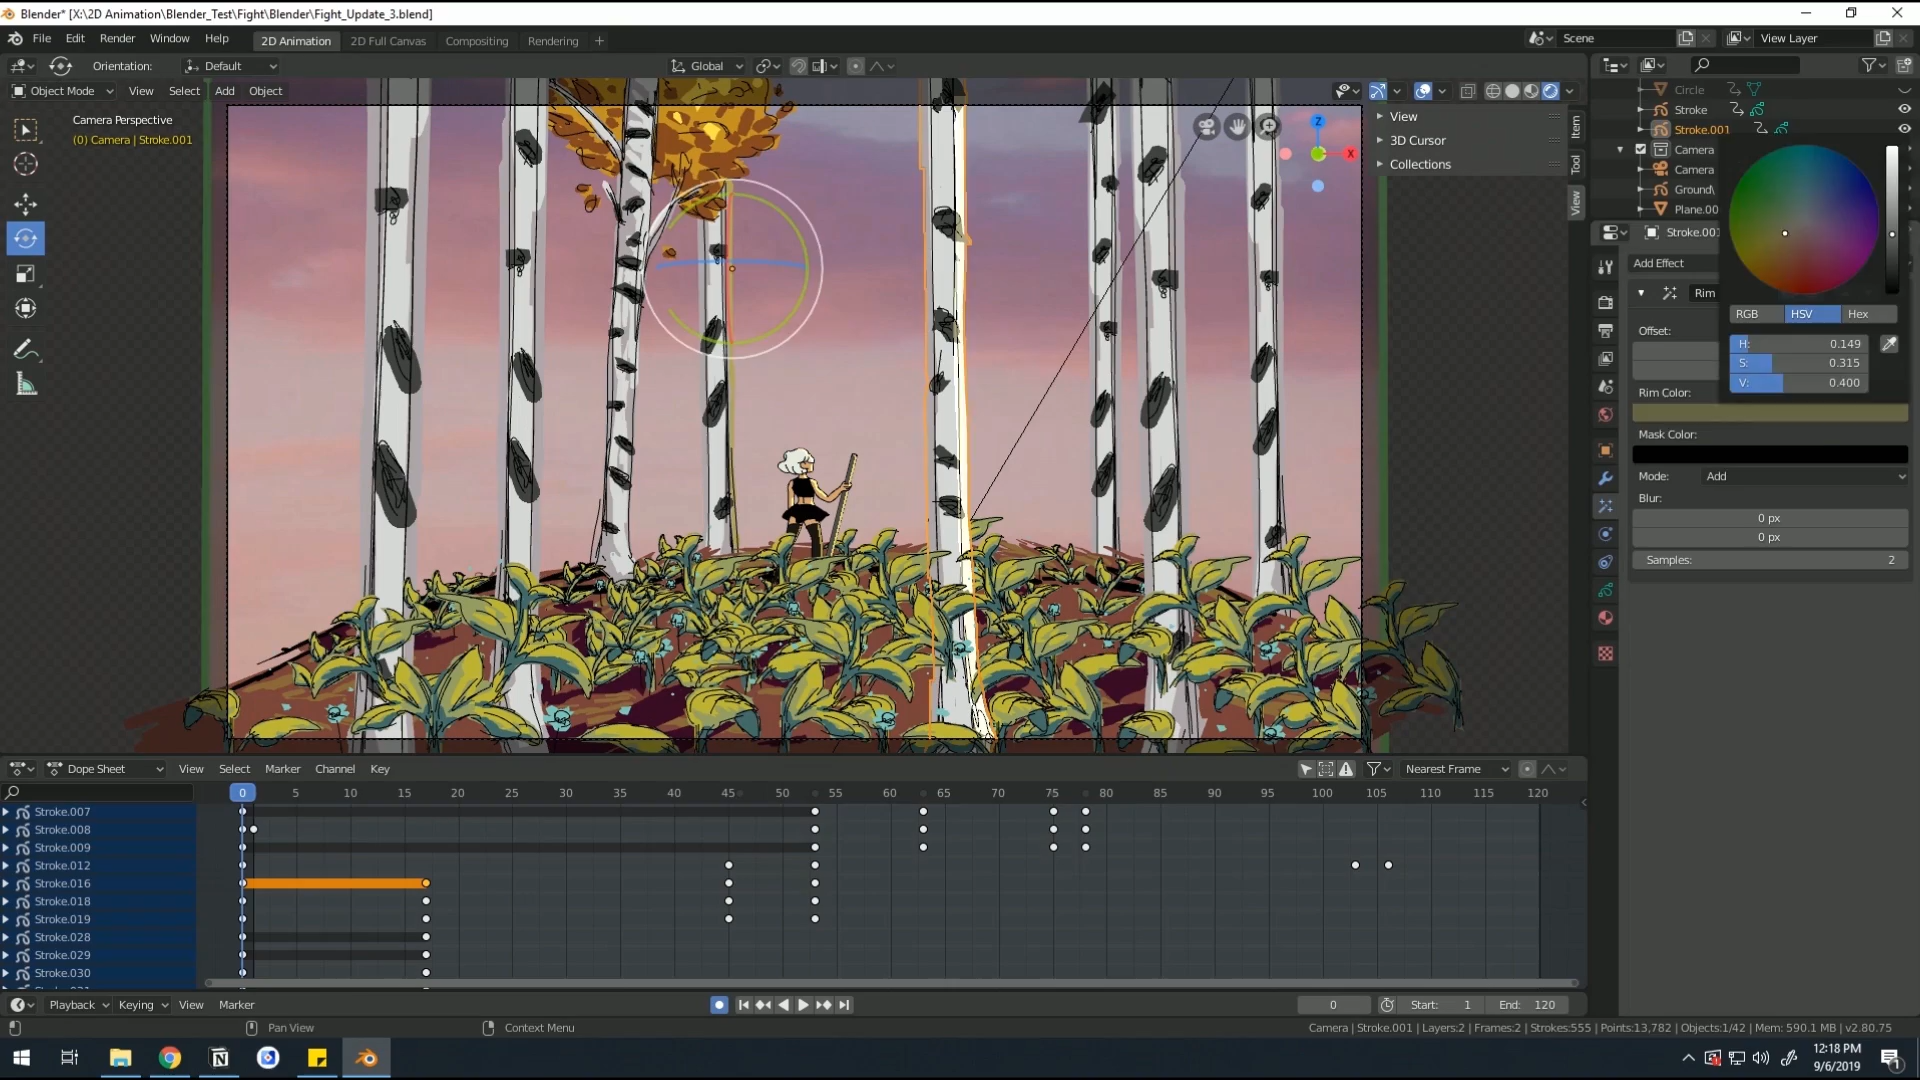 Blender* [X:\2D Animation\Blender_Test\Fight\Blender\Fight_Update_3.blend]
File Edit Render Window Help 2D Animation 2D Full Canvas Compositing Rendering + Scene View Layer
Orientation: Default Global
Object Mode View Select Add Object
Camera Perspective
(0) Camera | Stroke.001
Z
X
View
3D Cursor
Collections
Item
Tool
View
Circle
Stroke
Stroke.001
Camera
Camera
Ground\
Plane.00
Stroke.001
Add Effect
Rim
RGB HSV Hex
Offset:
H: 0.149
S: 0.315
V: 0.400
Rim Color:
Mask Color:
Mode: Add
Blur:
0 px
0 px
Samples: 2
Dope Sheet View Select Marker Channel Key Nearest Frame
0 5 10 15 20 25 30 35 40 45 50 55 60 65 70 75 80 85 90 95 100 105 110 115 120
Stroke.007
Stroke.008
Stroke.009
Stroke.012
Stroke.016
Stroke.018
Stroke.019
Stroke.028
Stroke.029
Stroke.030
Playback Keying View Marker 0 Start: 1 End: 120
Pan View Context Menu Camera | Stroke.001 | Layers:2 | Frames:2 | Strokes:555 | Points:13,782 | Objects:1/42 | Mem: 590.1 MB | v2.80.75
12:18 PM
9/6/2019
1